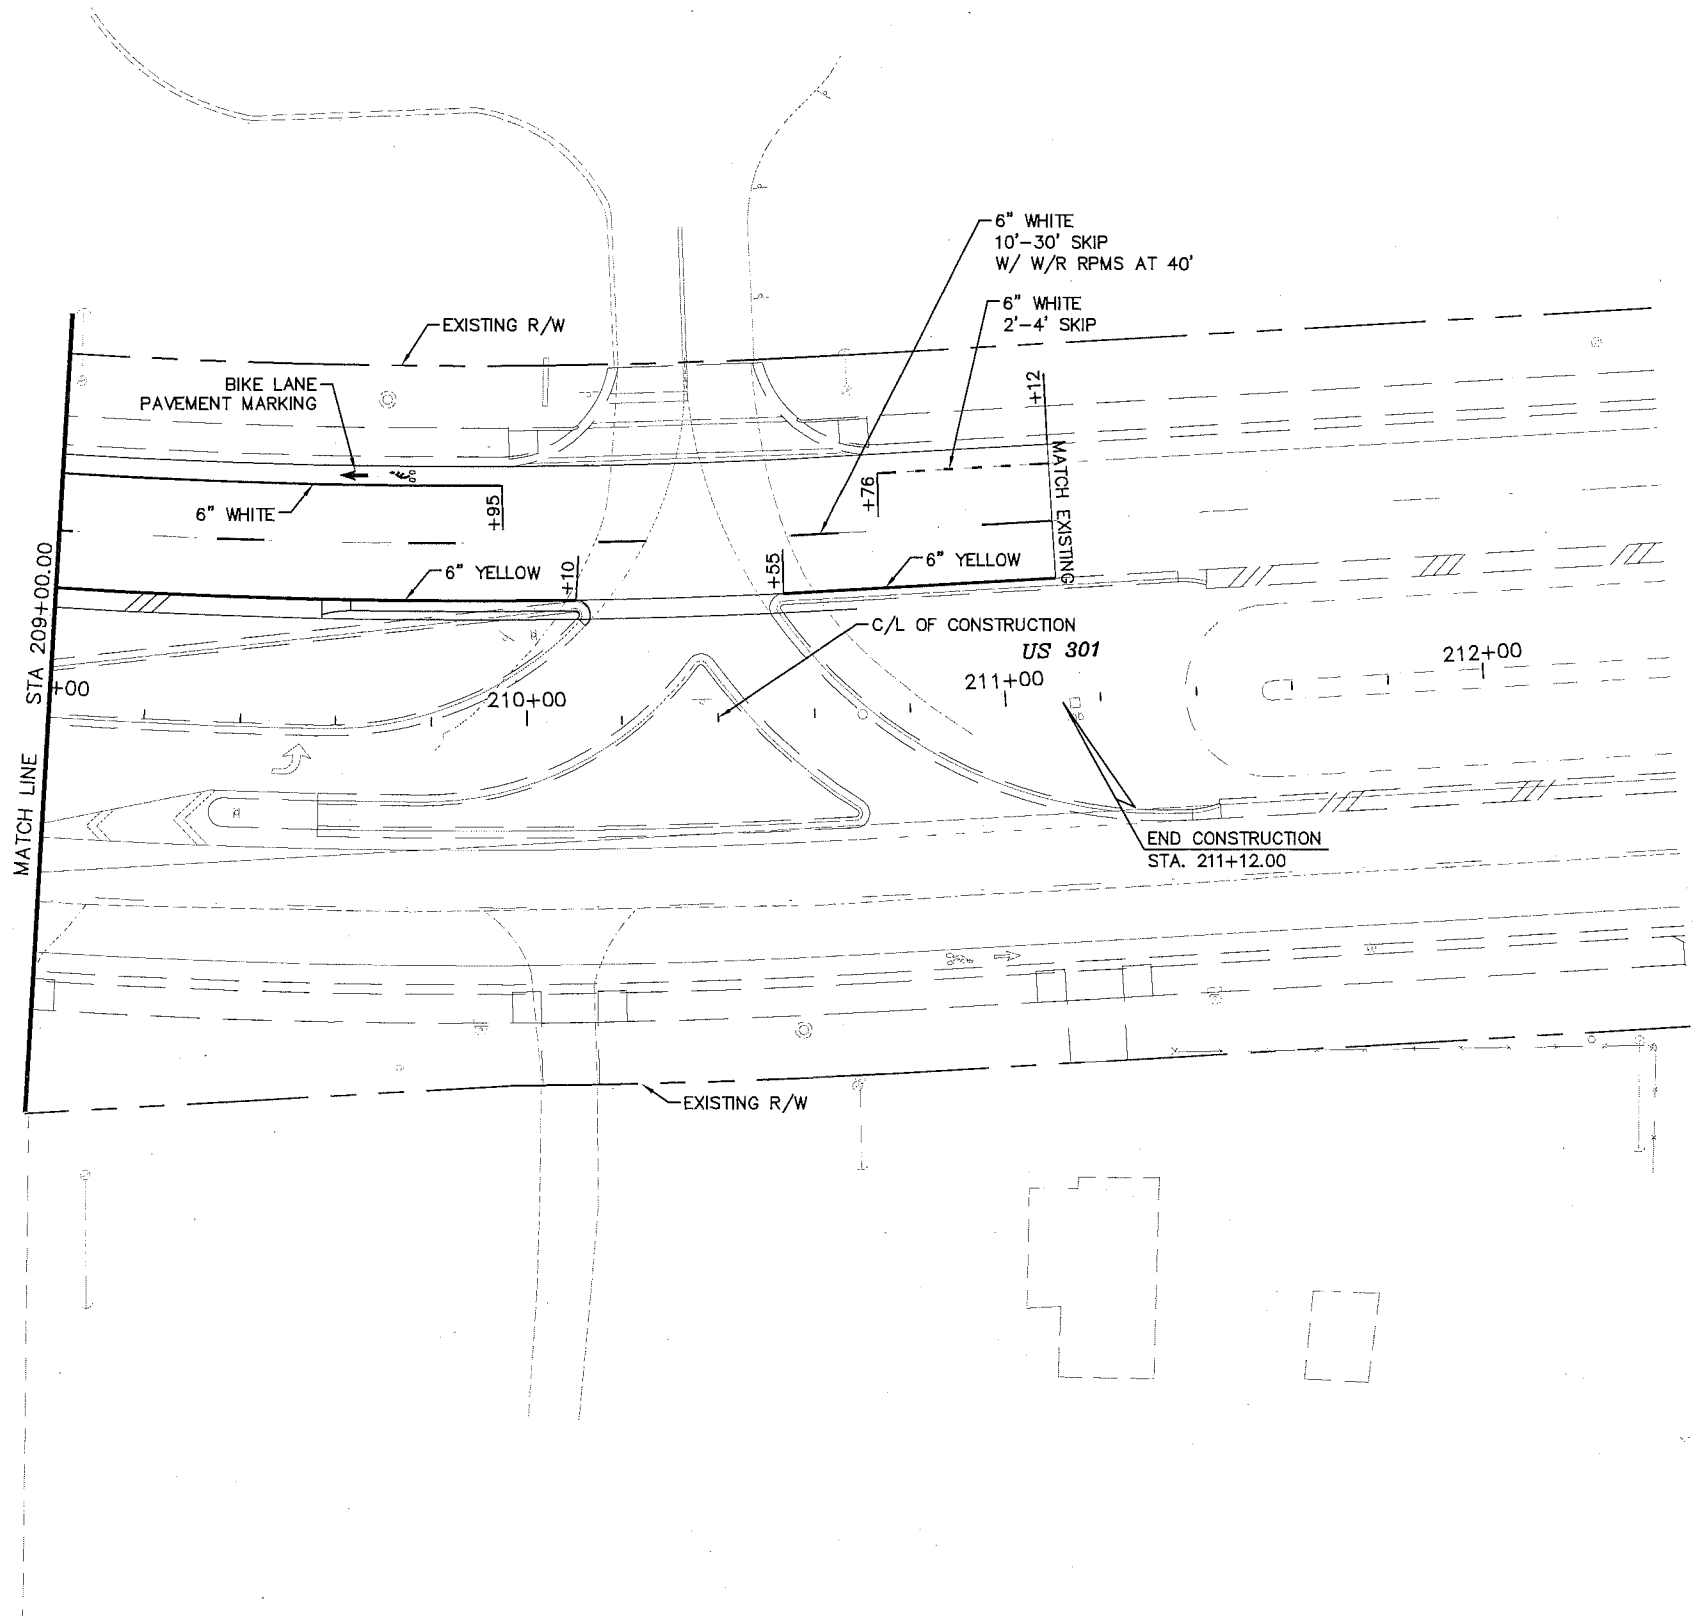 6" WHITE
10'-30' SKIP
W/ W/R RPMS AT 40'
6" WHITE
2'-4' SKIP
EXISTING R/W
BIKE LANE
PAVEMENT MARKING
+12
MATCH EXISTING
+76
+95
6" WHITE
6" YELLOW
+10
+55
6" YELLOW
MATCH LINE STA 209+00.00
C/L OF CONSTRUCTION
US 301
+00
210+00
211+00
212+00
END CONSTRUCTION
STA. 211+12.00
EXISTING R/W